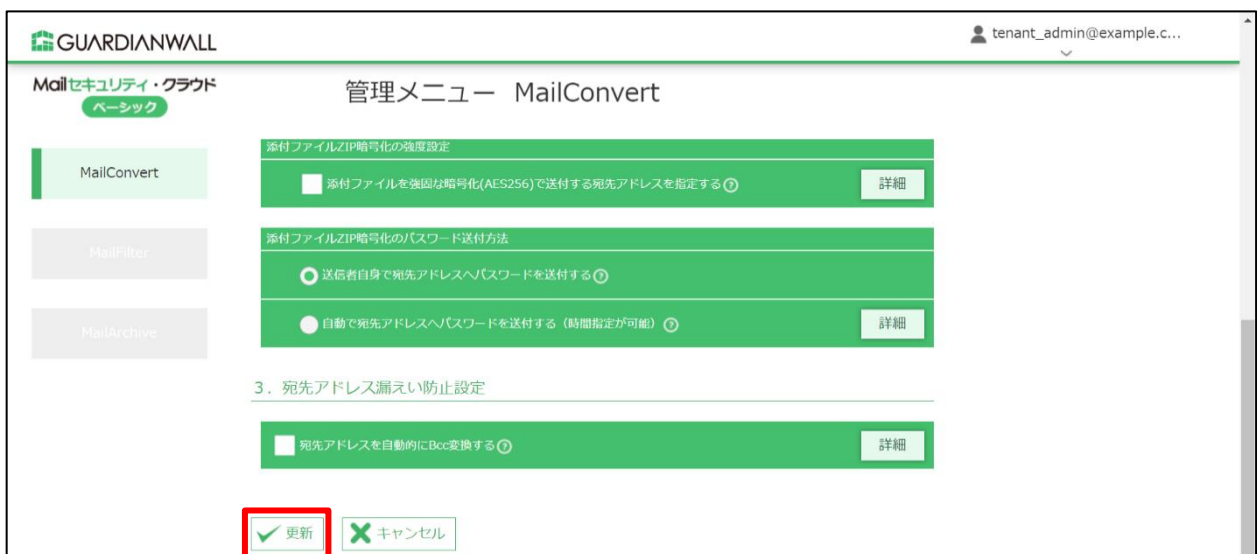 GUARDIANWALL
tenant_admin@example.c...
Mailセキュリティ・クラウド
ベーシック
管理メニュー MailConvert
MailConvert
MailFilter
MailArchive
添付ファイルZIP暗号化の強度設定
添付ファイルを強固な暗号化(AES256)で送付する宛先アドレスを指定する ?
詳細
添付ファイルZIP暗号化のパスワード送付方法
送信者自身で宛先アドレスへパスワードを送付する ?
自動で宛先アドレスへパスワードを送付する（時間指定が可能） ?
詳細
3．宛先アドレス漏えい防止設定
宛先アドレスを自動的にBcc変換する ?
詳細
更新
キャンセル